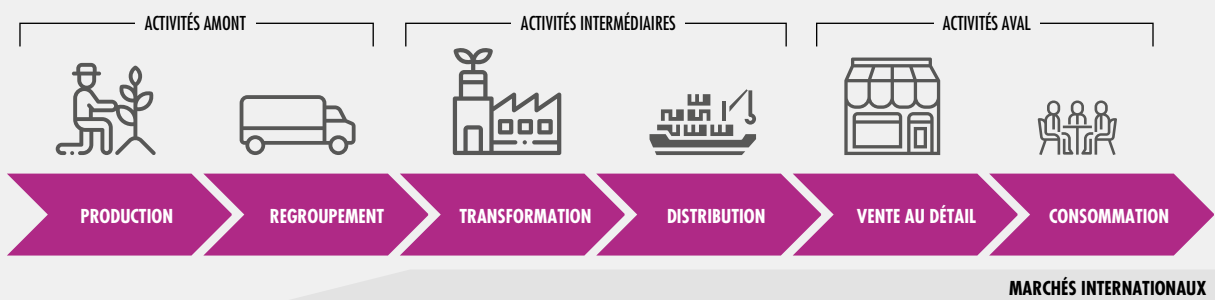 ACTIVITÉS AMONT
ACTIVITÉS INTERMÉDIAIRES
ACTIVITÉS AVAL
PRODUCTION
REGROUPEMENT
TRANSFORMATION
DISTRIBUTION
VENTE AU DÉTAIL
CONSOMMATION
MARCHÉS INTERNATIONAUX